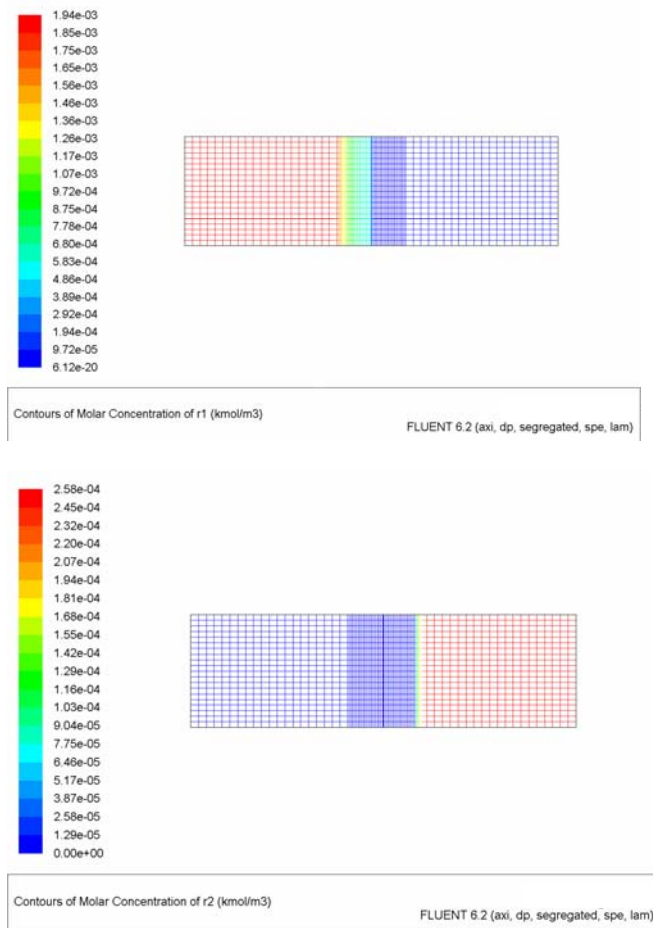 1.94e-03
1.85e-03
1.75e-03
1.65e-03
1.56e-03
1.46e-03
1.36e-03
1.26e-03
1.17e-03
1.07e-03
9.72e-04
8.75e-04
7.78e-04
6.80e-04
5.83e-04
4.86e-04
3.89e-04
2.92e-04
1.94e-04
9.72e-05
6.12e-20
Contours of Molar Concentration of r1 (kmol/m3)
FLUENT 6.2 (axi, dp, segregated, spe, lam)
2.58e-04
2.45e-04
2.32e-04
2.20e-04
2.07e-04
1.94e-04
1.81e-04
1.68e-04
1.55e-04
1.42e-04
1.29e-04
1.16e-04
1.03e-04
9.04e-05
7.75e-05
6.46e-05
5.17e-05
3.87e-05
2.58e-05
1.29e-05
0.00e+00
Contours of Molar Concentration of r2 (kmol/m3)
FLUENT 6.2 (axi, dp, segregated, spe, lam)